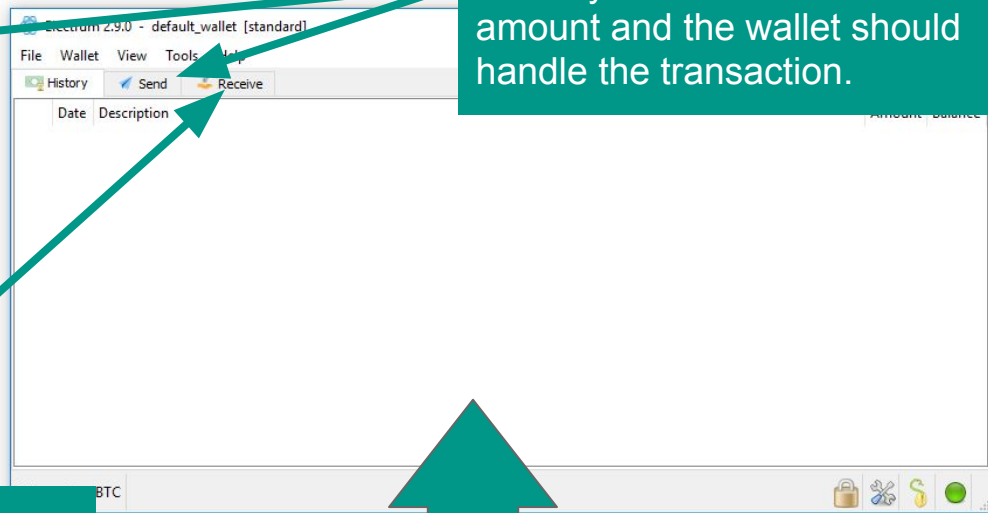 Electrum 2.9.0 - default_wallet [standard]
amount and the wallet should
File Wallet View Tools Help
handle the transaction.
History Send Receive
Date Description Amount Balance
BTC